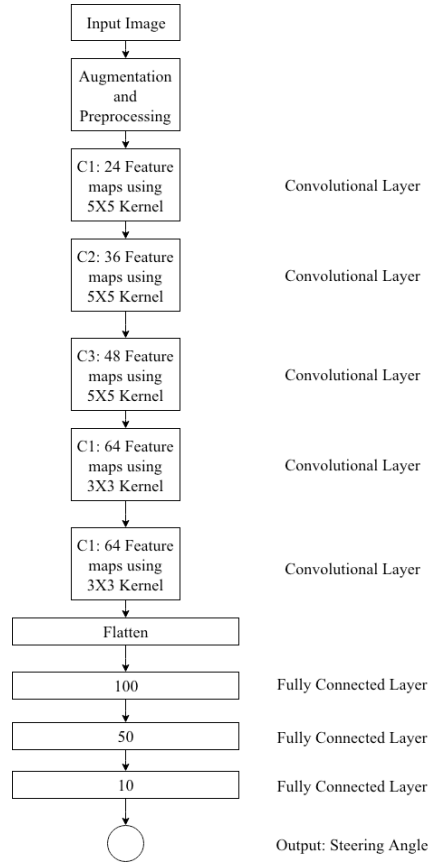 Input Image
Augmentation
and
Preprocessing
C1: 24 Feature
maps using
5X5 Kernel
Convolutional Layer
C2: 36 Feature
maps using
5X5 Kernel
Convolutional Layer
C3: 48 Feature
maps using
5X5 Kernel
Convolutional Layer
C1: 64 Feature
maps using
3X3 Kernel
Convolutional Layer
C1: 64 Feature
maps using
3X3 Kernel
Convolutional Layer
Flatten
100
Fully Connected Layer
50
Fully Connected Layer
10
Fully Connected Layer
Output: Steering Angle